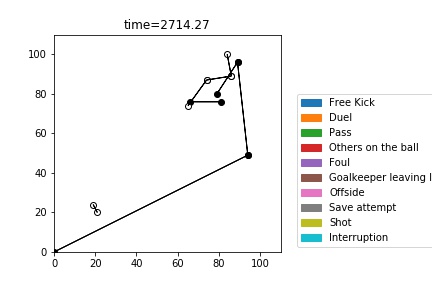 time=2714.27
100
80
60
40
20
0
0 20 40 60 80 100
Free Kick
Duel
Pass
Others on the ball
Foul
Goalkeeper leaving l
Offside
Save attempt
Shot
Interruption